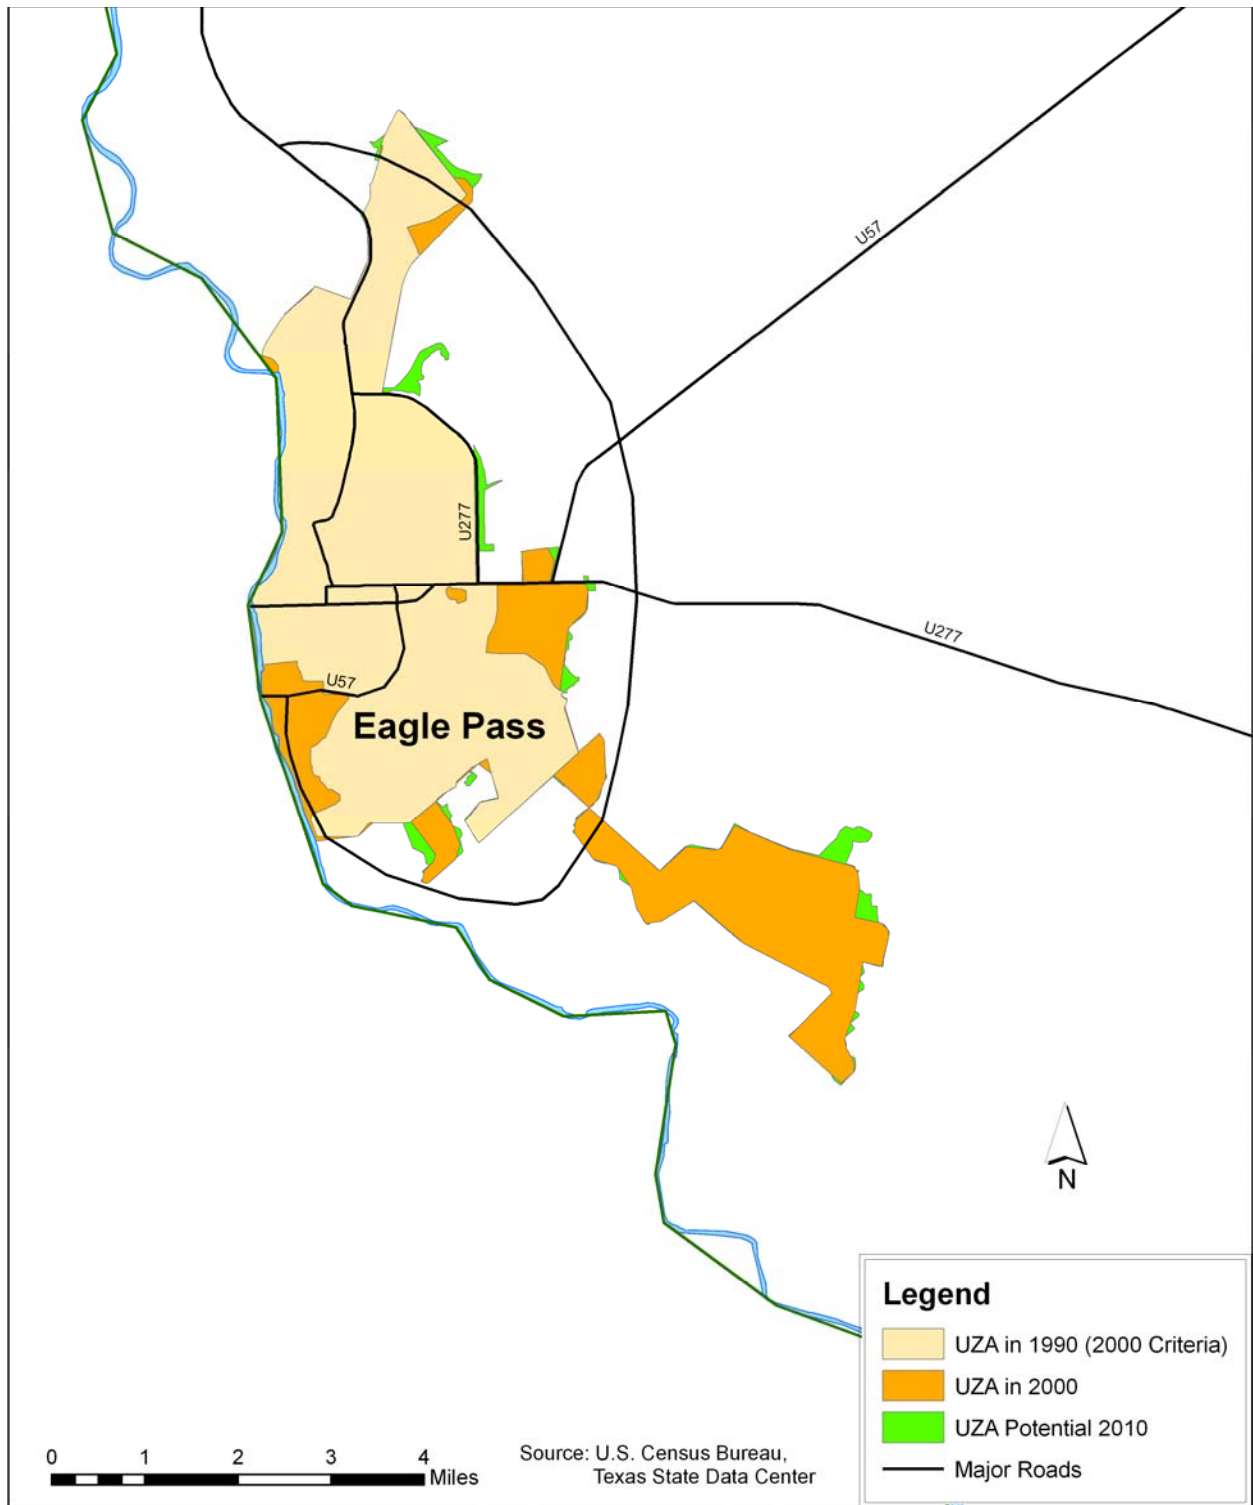 U57
U277
U277
U57
Eagle Pass
N
Legend
UZA in 1990 (2000 Criteria)
UZA in 2000
UZA Potential 2010
Major Roads
0 1 2 3 4
Miles
Source: U.S. Census Bureau,
Texas State Data Center